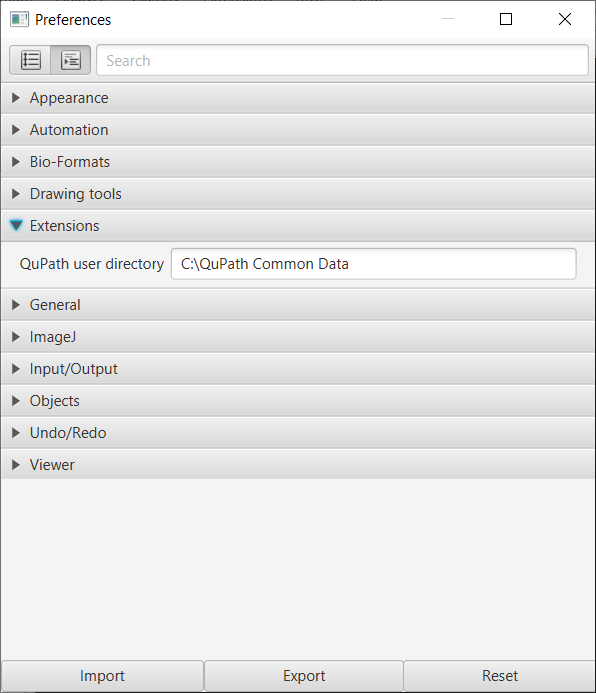 Preferences
Search
Appearance
Automation
Bio-Formats
Drawing tools
Extensions
QuPath user directory C:\QuPath Common Data
General
ImageJ
Input/Output
Objects
Undo/Redo
Viewer
Import Export Reset